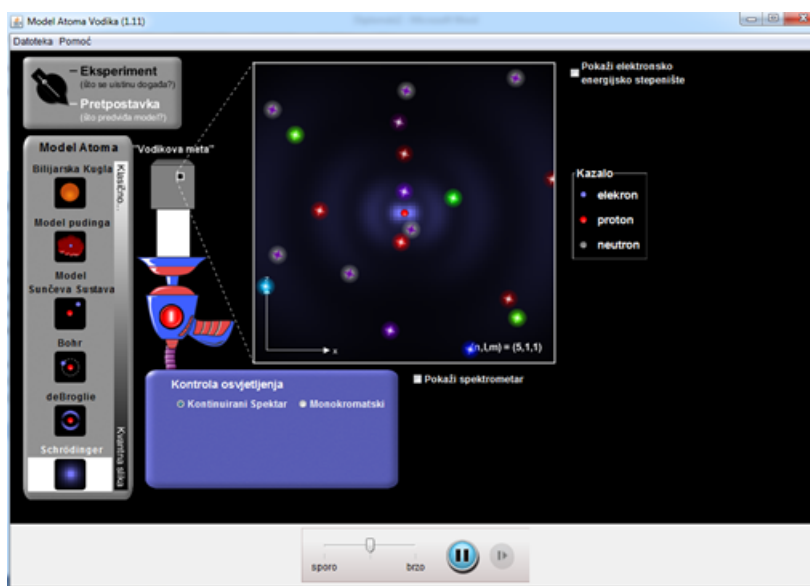 Model Atoma Vodika (1.11)
Datoteka Pomoć
Eksperiment
(što se uistinu događa?)
Pretpostavka
(što predviđa model?)
Model Atoma
Klasično...
Bilijarska Kugla
Model pudinga
Model
Sunčeva Sustava
Bohr
deBroglie
Schrödinger
Kvantna slika
"Vodikova meta"
x
(n,l,m) = (5,1,1)
Pokaži elektronsko
energijsko stepenište
Kazalo
elekron
proton
neutron
Pokaži spektrometar
Kontrola osvjetljenja
Kontinuirani Spektar
Monokromatski
sporo
brzo